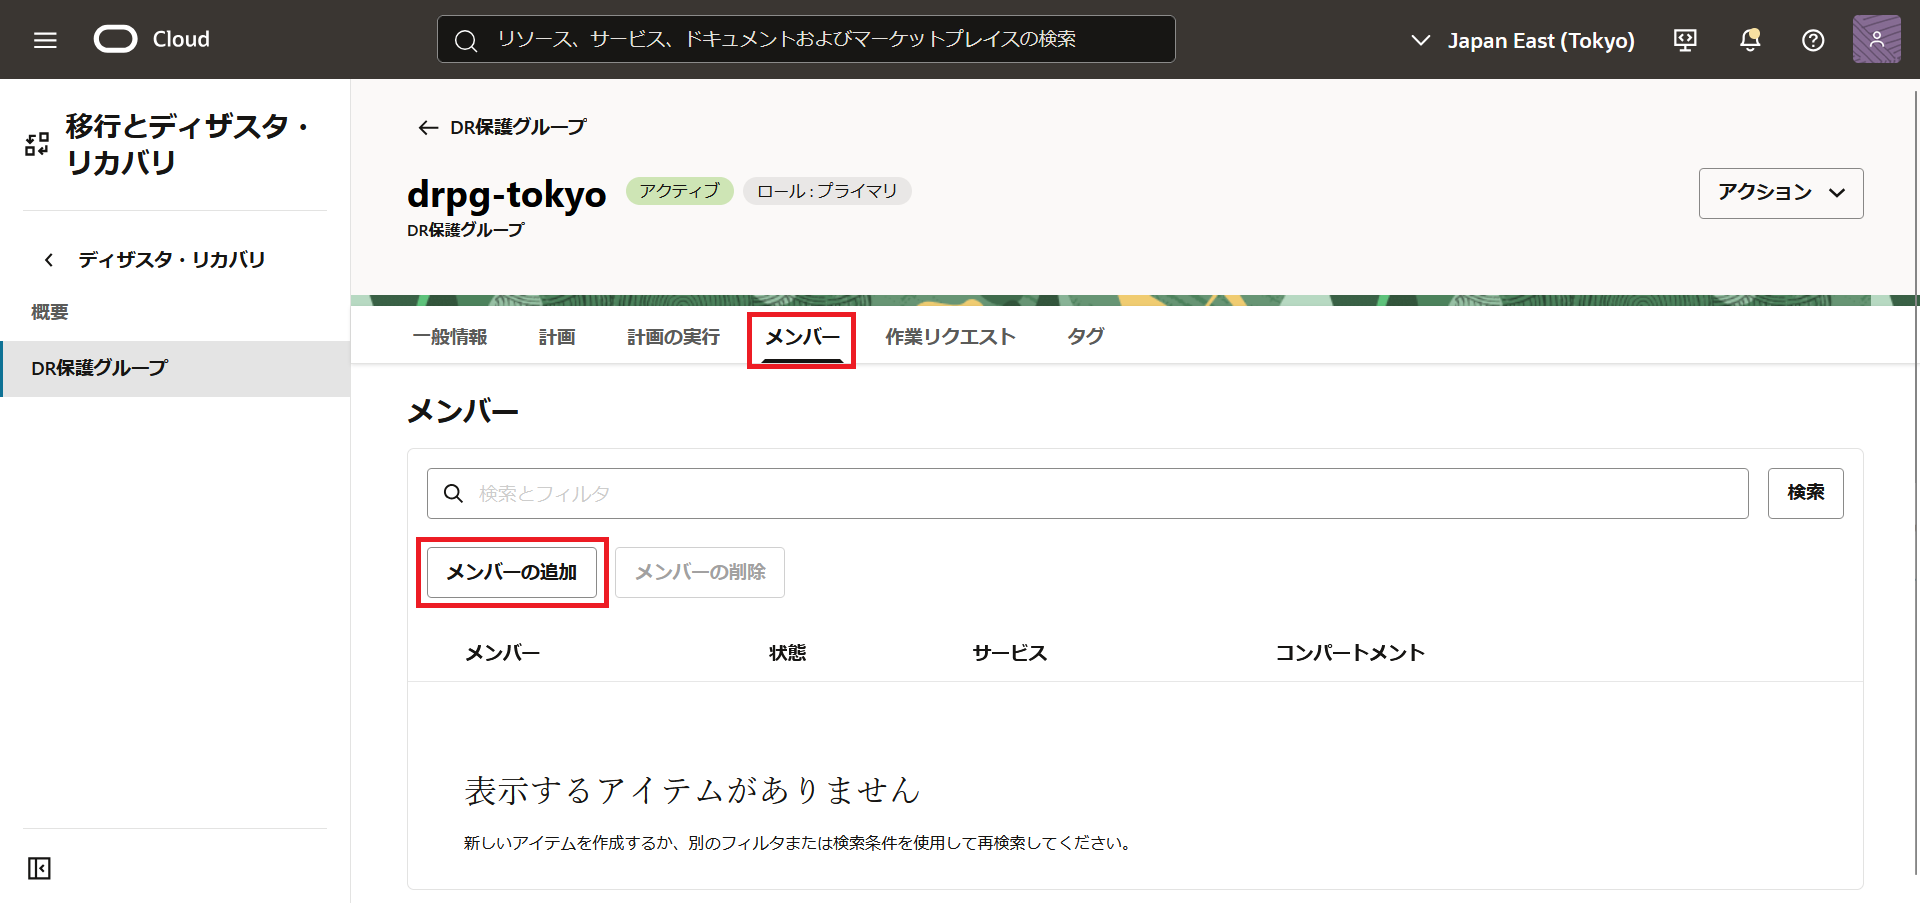 Cloud
リソース、サービス、ドキュメントおよびマーケットプレイスの検索
Japan East (Tokyo)
移行とディザスタ・
リカバリ
ディザスタ・リカバリ
概要
DR保護グループ
DR保護グループ
drpg-tokyo
アクティブ
ロール : プライマリ
DR保護グループ
アクション
一般情報
計画
計画の実行
メンバー
作業リクエスト
タグ
メンバー
検索とフィルタ
検索
メンバーの追加
メンバーの削除
メンバー
状態
サービス
コンパートメント
表示するアイテムがありません
新しいアイテムを作成するか、別のフィルタまたは検索条件を使用して再検索してください。